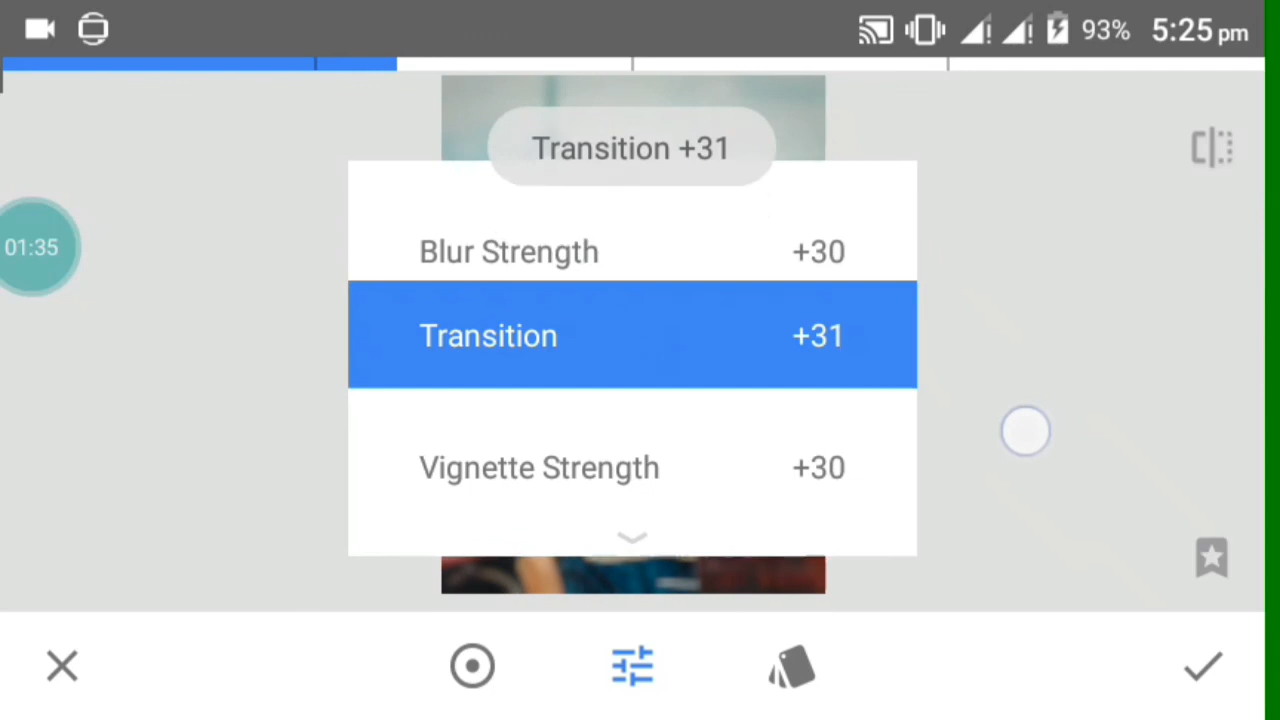 93% 5:25 pm
Transition +31
01:35
Blur Strength +30
Transition +31
Vignette Strength +30